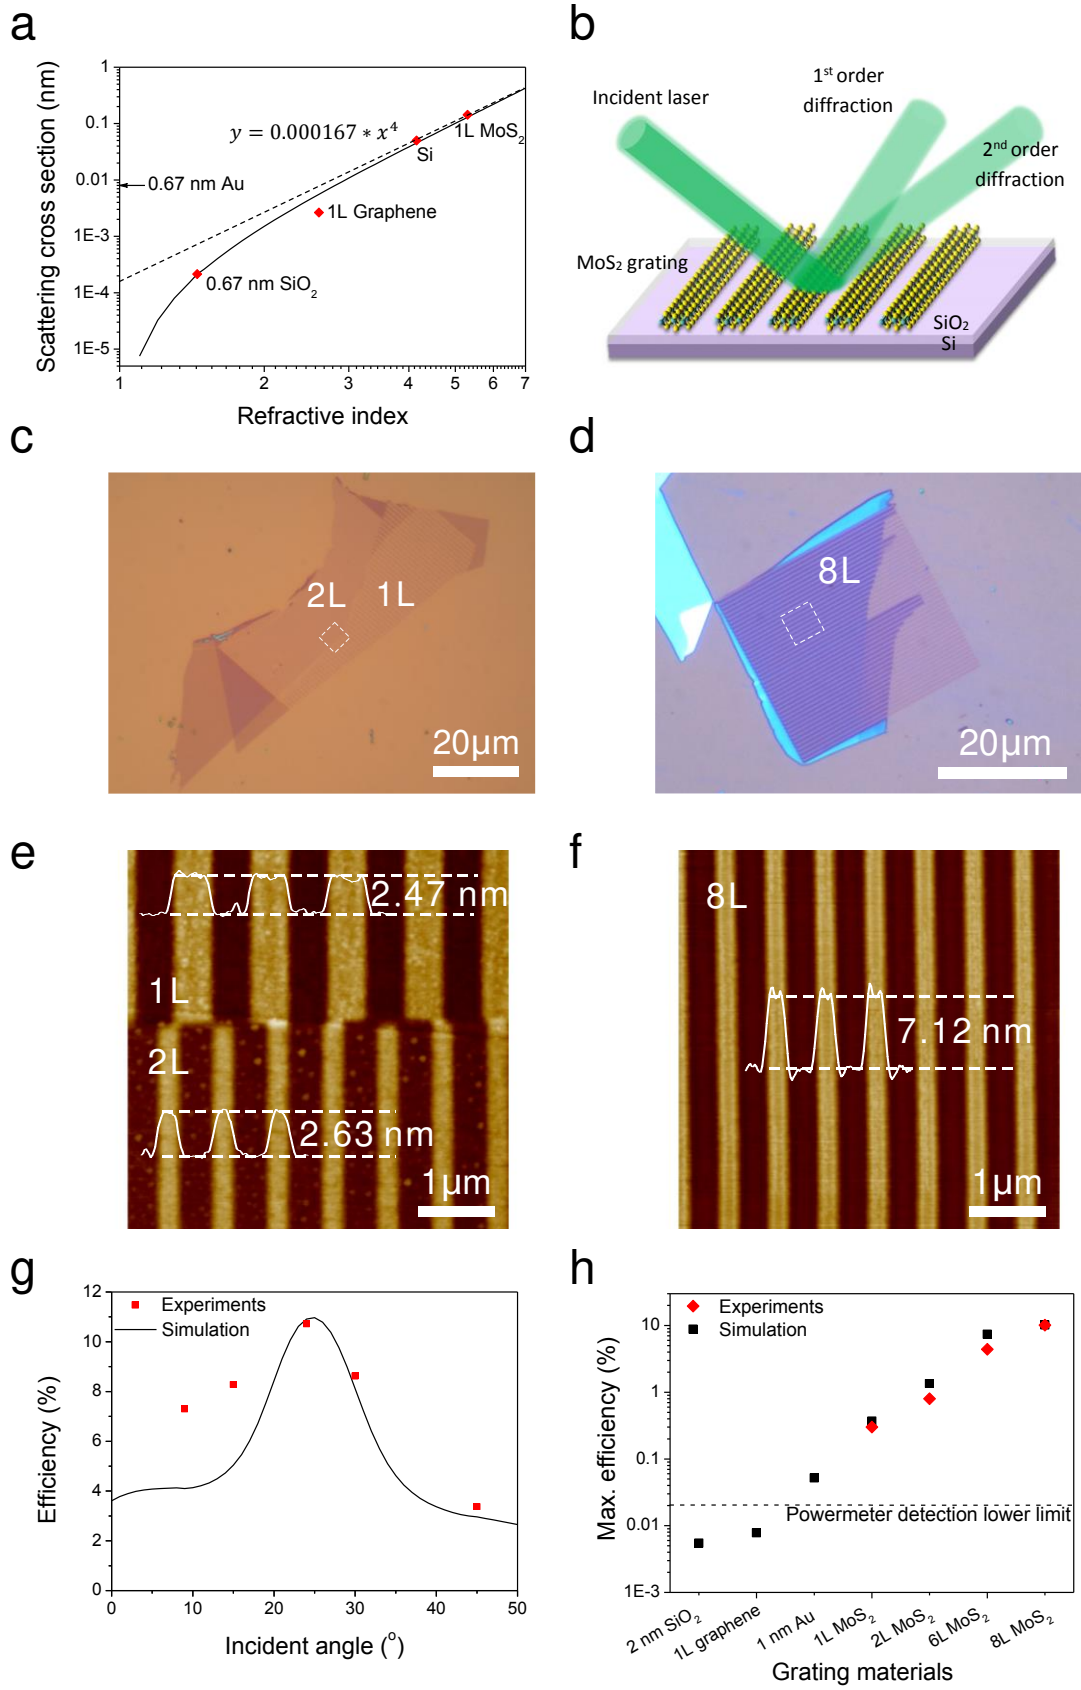 a
Scattering cross section (nm)
1
0.1
0.01
1E-3
1E-4
1E-5
y = 0.000167 * x⁴
1L MoS₂
Si
0.67 nm Au
1L Graphene
0.67 nm SiO₂
1 2 3 4 5 6 7
Refractive index
b
Incident laser
1st order
diffraction
2nd order
diffraction
MoS₂ grating
SiO₂
Si
c
2L 1L
20μm
d
8L
20μm
e
2.47 nm
1L
2L
2.63 nm
1μm
f
8L
7.12 nm
1μm
g
Efficiency (%)
12
10
8
6
4
2
0
Experiments
Simulation
0 10 20 30 40 50
Incident angle (°)
h
Max. efficiency (%)
10
1
0.1
0.01
1E-3
Experiments
Simulation
Powermeter detection lower limit
2 nm SiO₂
1L graphene
1 nm Au
1L MoS₂
2L MoS₂
6L MoS₂
8L MoS₂
Grating materials